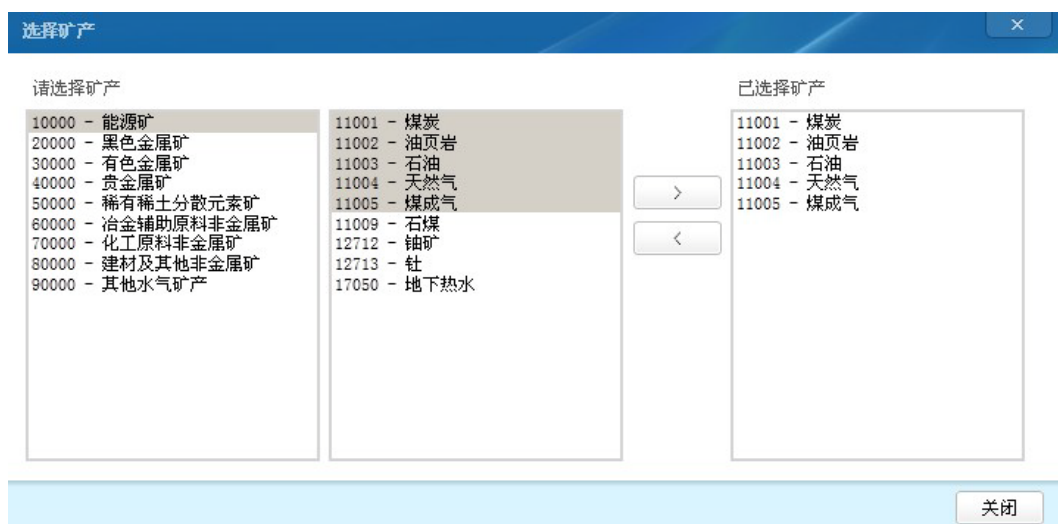 选择矿产
×
请选择矿产
已选择矿产
10000 - 能源矿
20000 - 黑色金属矿
30000 - 有色金属矿
40000 - 贵金属矿
50000 - 稀有稀土分散元素矿
60000 - 冶金辅助原料非金属矿
70000 - 化工原料非金属矿
80000 - 建材及其他非金属矿
90000 - 其他水气矿产
11001 - 煤炭
11002 - 油页岩
11003 - 石油
11004 - 天然气
11005 - 煤成气
11009 - 石煤
12712 - 铀矿
12713 - 钍
17050 - 地下热水
>
<
11001 - 煤炭
11002 - 油页岩
11003 - 石油
11004 - 天然气
11005 - 煤成气
关闭